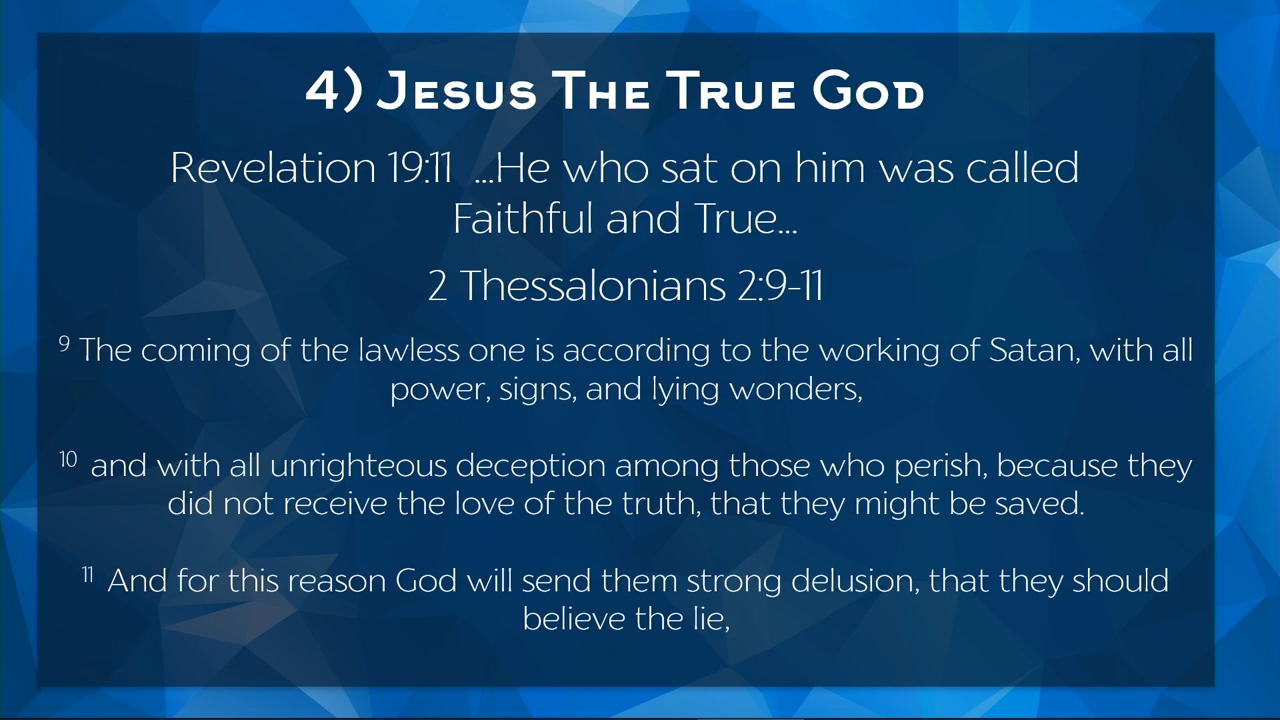 4) Jesus The True God
Revelation 19:11 ...He who sat on him was called
Faithful and True...
2 Thessalonians 2:9-11
9 The coming of the lawless one is according to the working of Satan, with all
power, signs, and lying wonders,
10 and with all unrighteous deception among those who perish, because they
did not receive the love of the truth, that they might be saved.
11 And for this reason God will send them strong delusion, that they should
believe the lie,